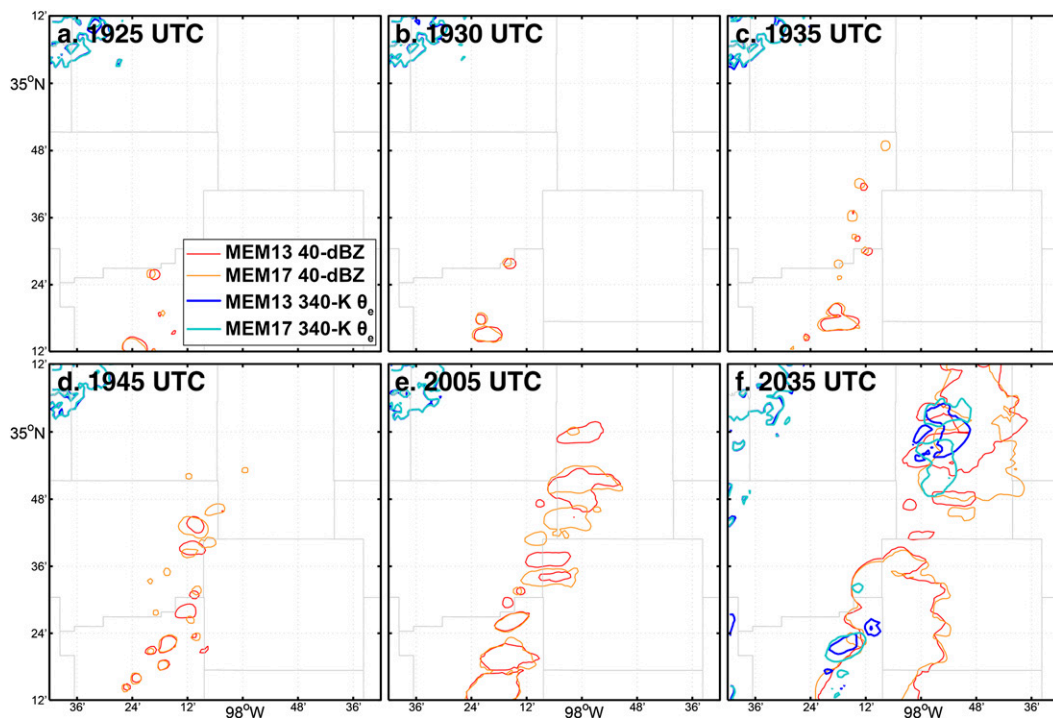 a. 1925 UTC
b. 1930 UTC
c. 1935 UTC
12'
35°N
48'
36'
24'
12'
MEM13 40-dBZ
MEM17 40-dBZ
MEM13 340-K θe
MEM17 340-K θe
d. 1945 UTC
e. 2005 UTC
f. 2035 UTC
12'
35°N
48'
36'
24'
12'
36' 24' 12' 98°W 48' 36' 36' 24' 12' 98°W 48' 36' 36' 24' 12' 98°W 48' 36'